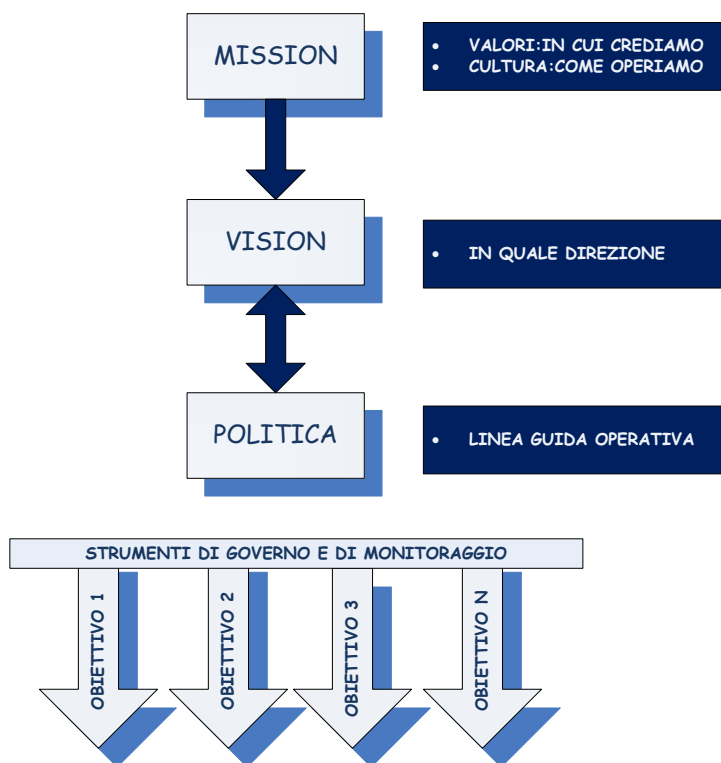 MISSION
• VALORI:IN CUI CREDIAMO
• CULTURA:COME OPERIAMO
VISION
• IN QUALE DIREZIONE
POLITICA
• LINEA GUIDA OPERATIVA
STRUMENTI DI GOVERNO E DI MONITORAGGIO
OBIETTIVO 1
OBIETTIVO 2
OBIETTIVO 3
OBIETTIVO N